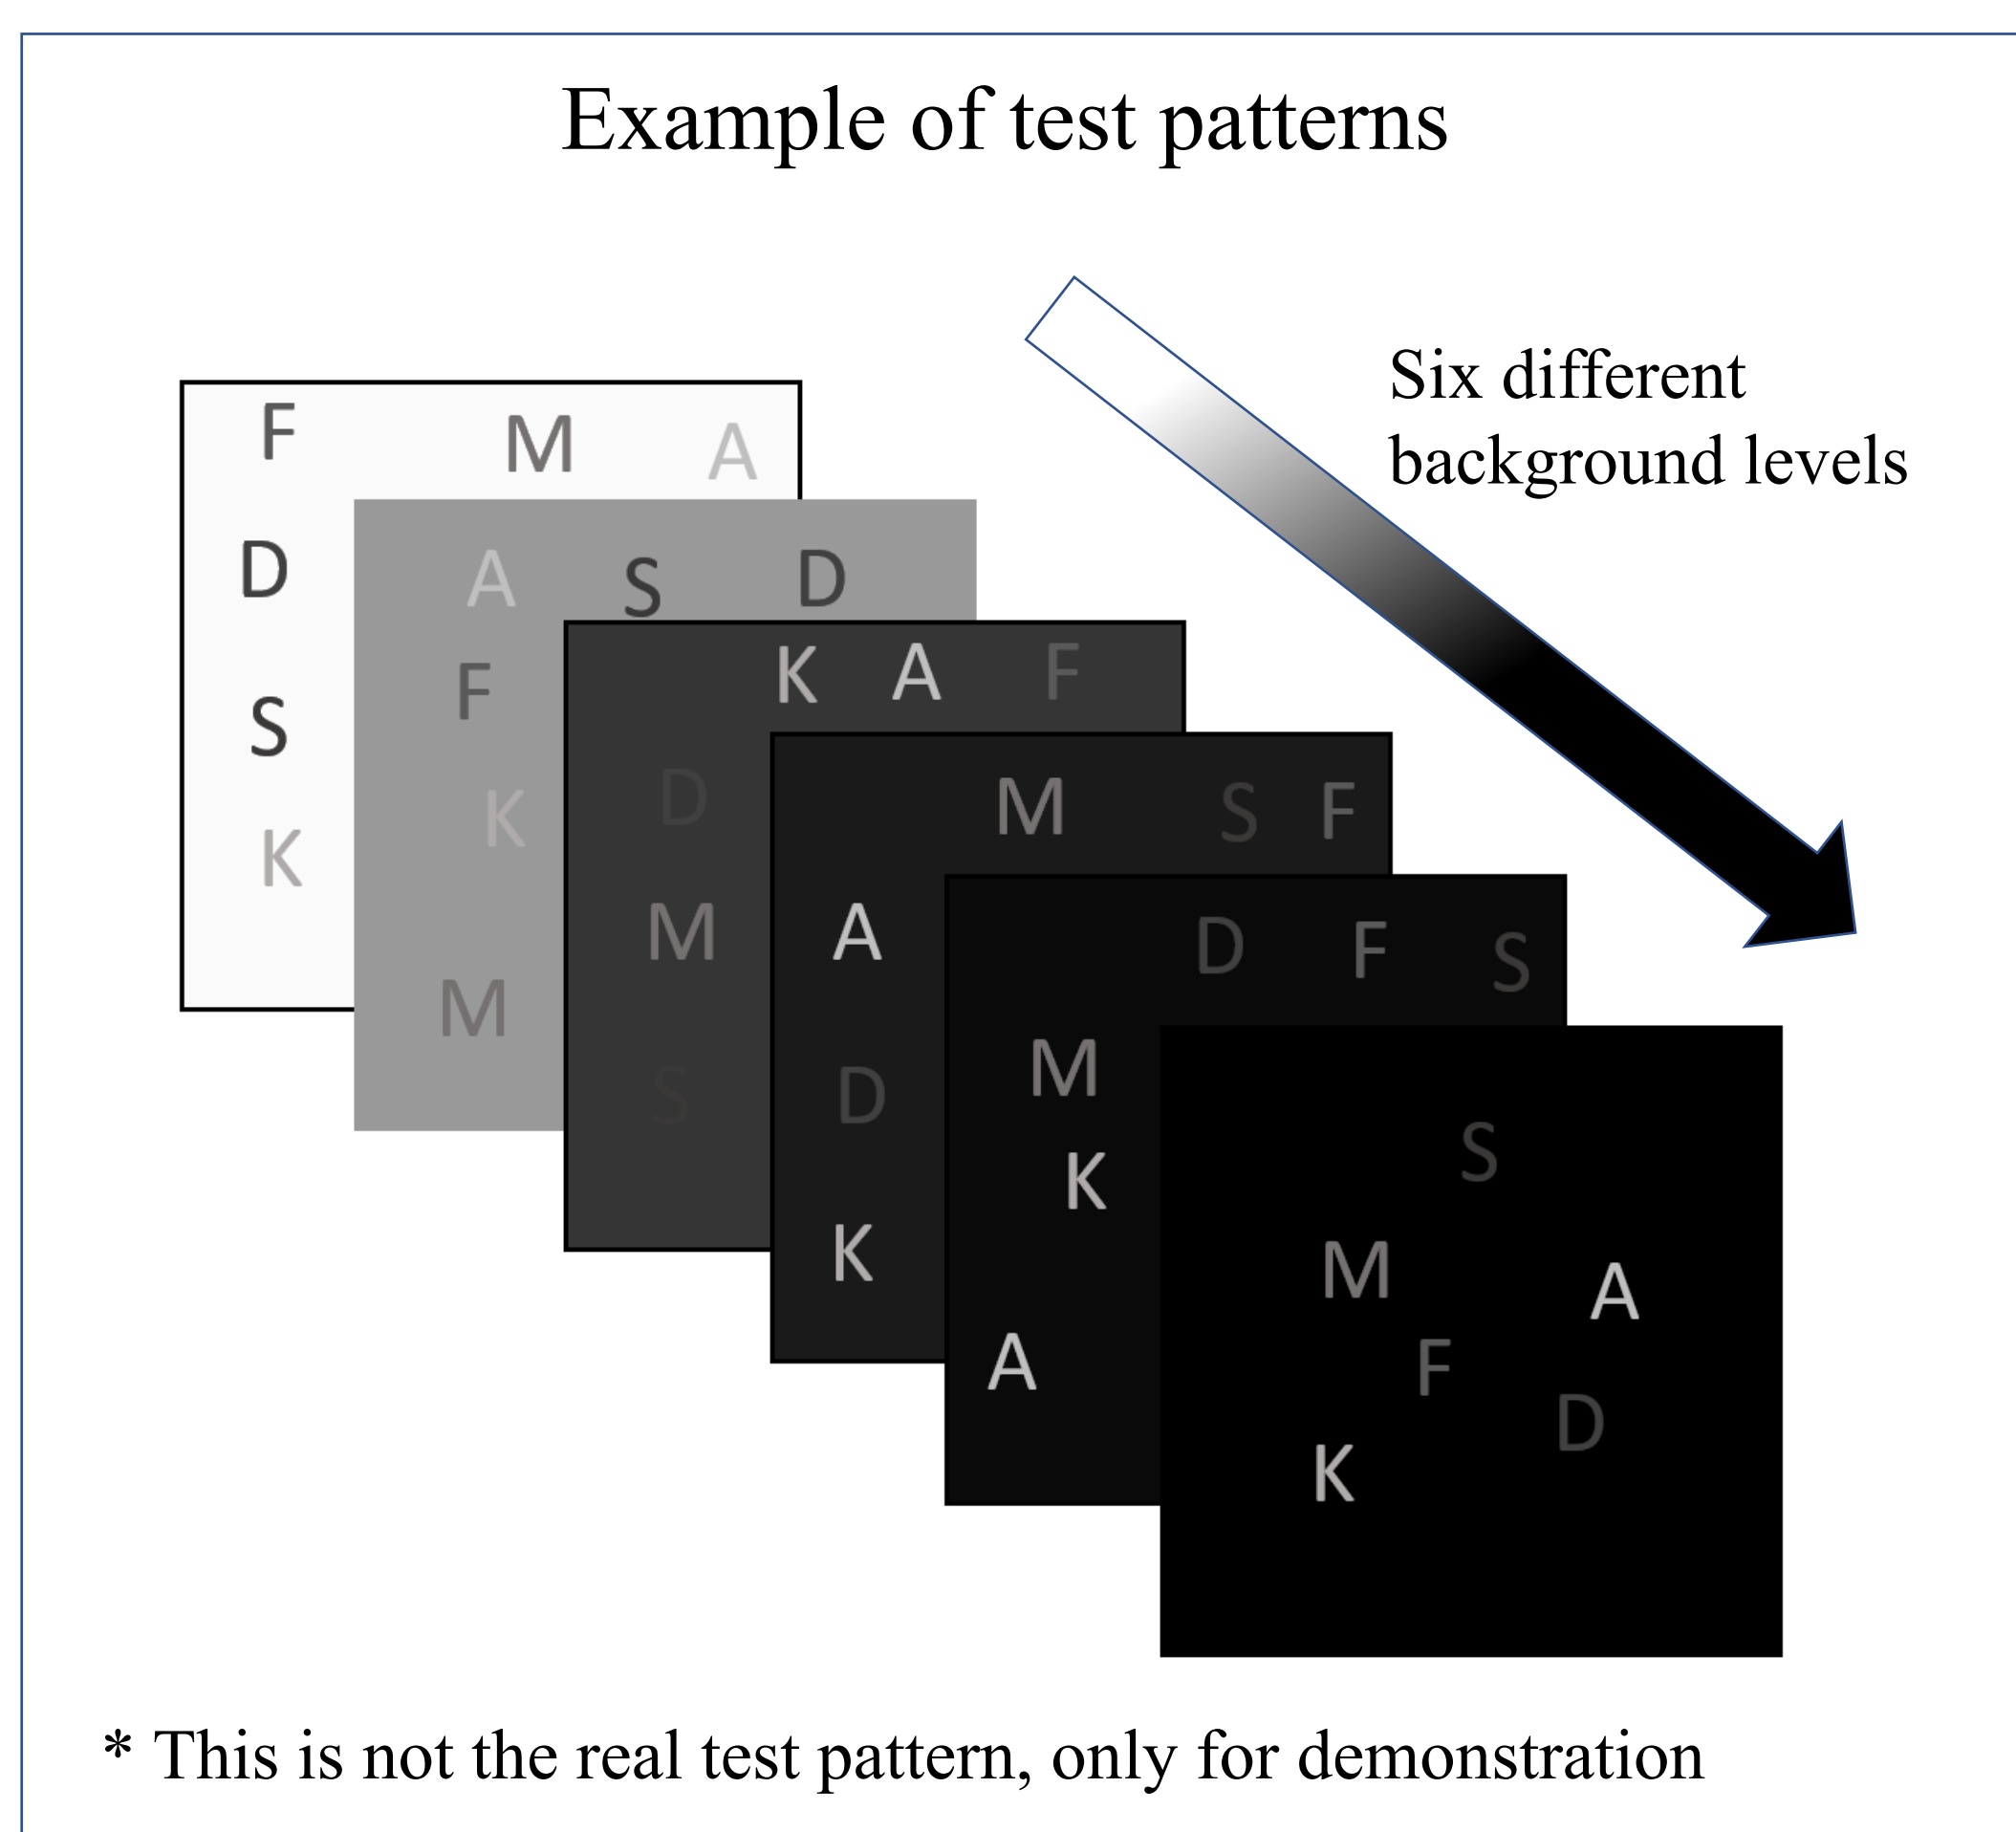 Example of test patterns
Six different
background levels
F M A
D
S
K
A S D
F
K
M
K A F
D
M
S
M S F
A
D
K
D F S
M
K
A
S
M A
F
D
K
* This is not the real test pattern, only for demonstration